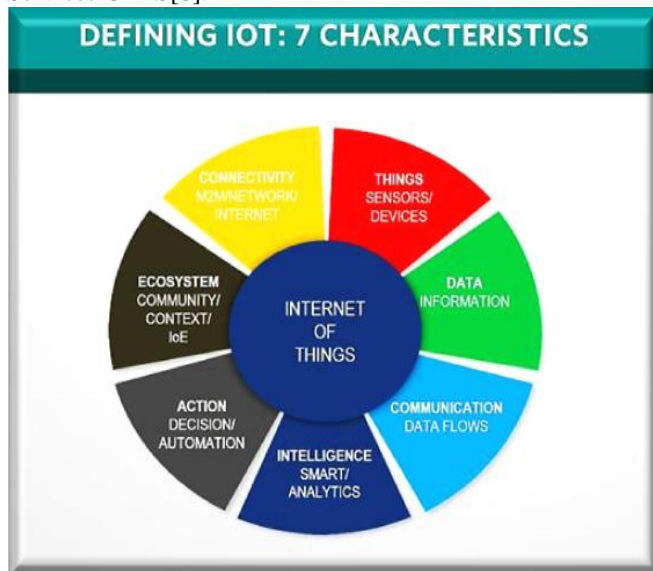 DEFINING IOT: 7 CHARACTERISTICS
CONNECTIVITY
M2M/NETWORK/
INTERNET
THINGS
SENSORS/
DEVICES
DATA
INFORMATION
COMMUNICATION
DATA FLOWS
INTELLIGENCE
SMART/
ANALYTICS
ACTION
DECISION/
AUTOMATION
ECOSYSTEM
COMMUNITY/
CONTEXT/
IoE
INTERNET
OF
THINGS